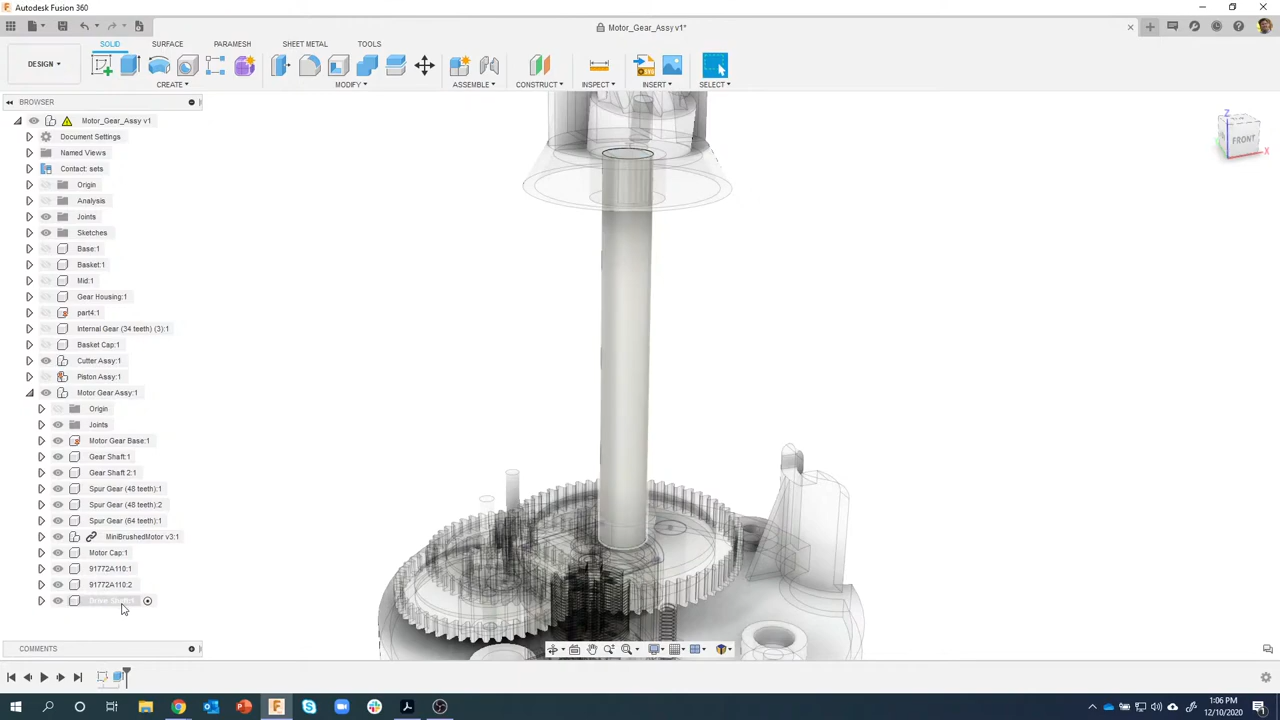 Autodesk Fusion 360
Motor_Gear_Assy v1*
SOLID SURFACE PARAMESH SHEET METAL TOOLS
DESIGN
CREATE MODIFY ASSEMBLE CONSTRUCT INSPECT INSERT SELECT
BROWSER
Motor_Gear_Assy v1
Document Settings
Named Views
Contact: sets
Origin
Analysis
Joints
Sketches
Base:1
Basket:1
Mid:1
Gear Housing:1
part4:1
Internal Gear (34 teeth) (3):1
Basket Cap:1
Cutter Assy:1
Piston Assy:1
Motor Gear Assy:1
Origin
Joints
Motor Gear Base:1
Gear Shaft:1
Gear Shaft 2:1
Spur Gear (48 teeth):1
Spur Gear (48 teeth):2
Spur Gear (64 teeth):1
MiniBrushedMotor v3:1
Motor Cap:1
91772A110:1
91772A110:2
Drive Shaft:1
COMMENTS
Z
FRONT
X
1:06 PM
12/10/2020
1